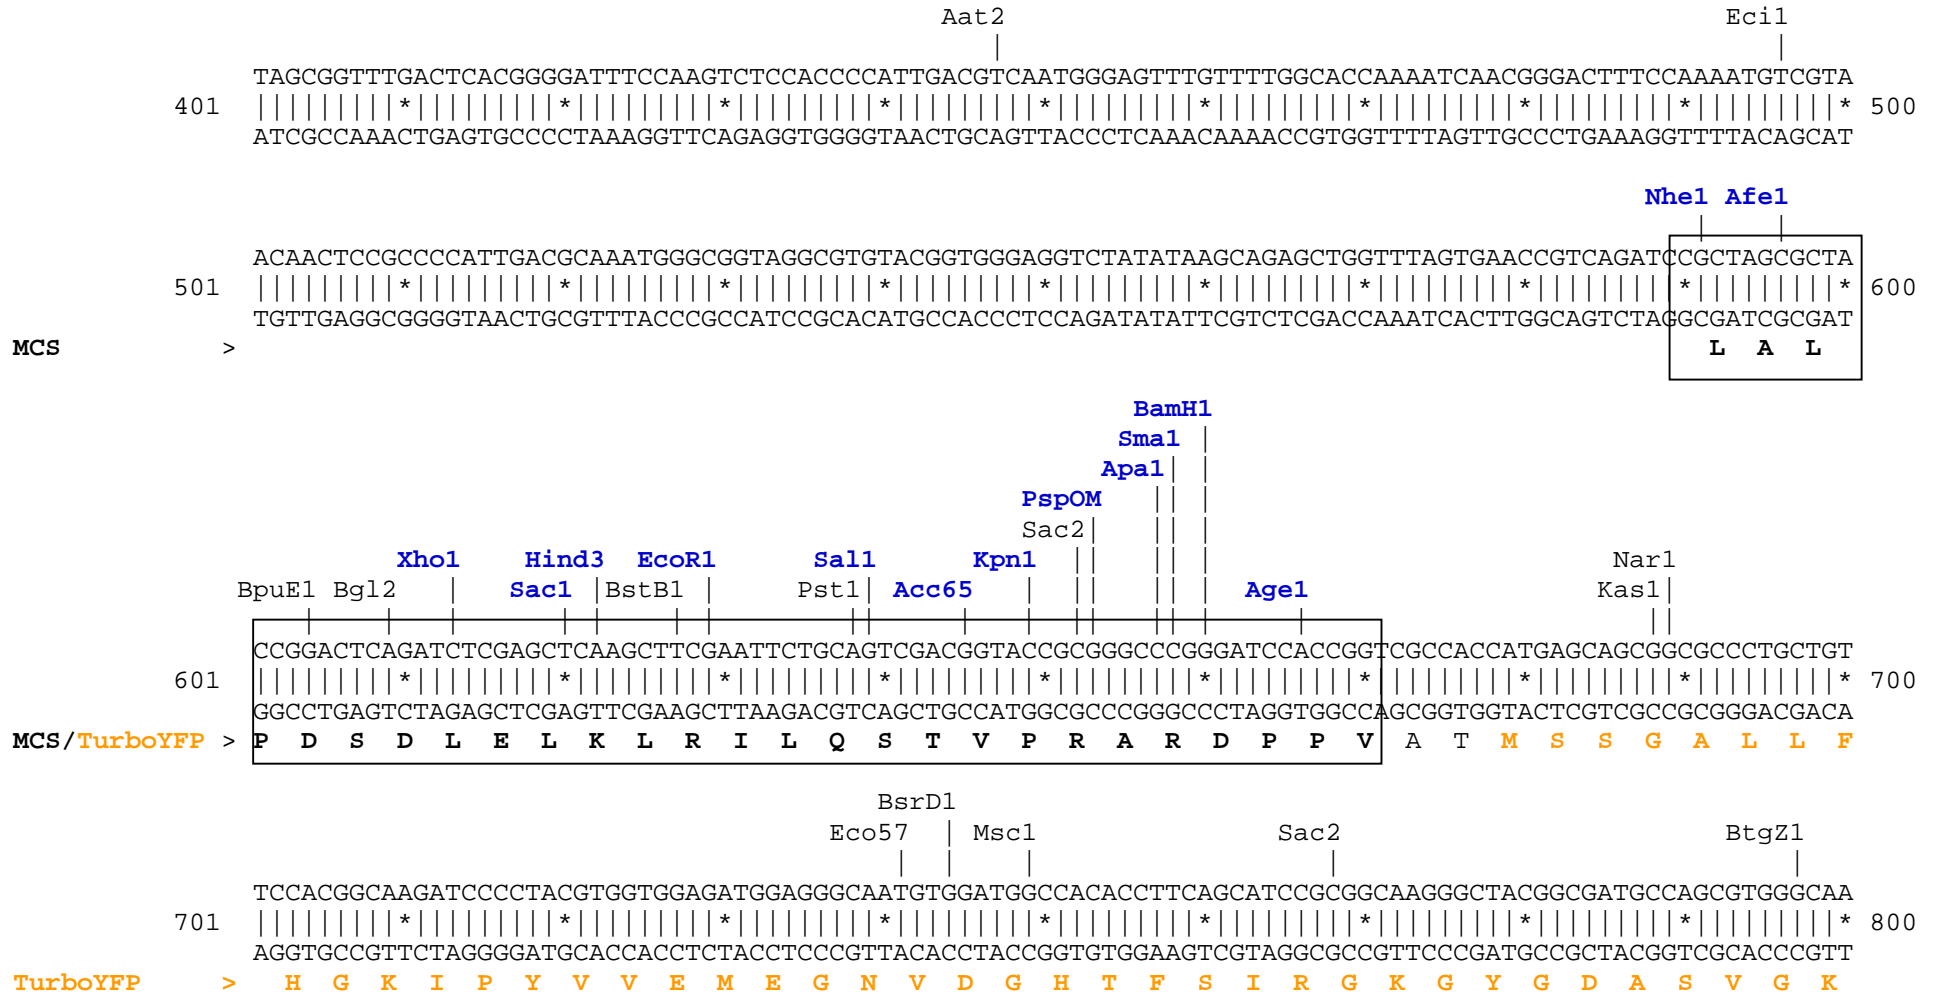 Aat2 Eci1
TAGCGGTTTGACTCACGGGGATTTCCAAGTCTCCACCCCATTGACGTCAATGGGAGTTTGTTTTGGCACCAAAATCAACGGGACTTTCCAAAATGTCGTA
401 |||||||||*|||||||||*|||||||||*|||||||||*|||||||||*|||||||||*|||||||||*|||||||||*|||||||||*|||||||||* 500
ATCGCCAAACTGAGTGCCCCTAAAGGTTCAGAGGTGGGGTAACTGCAGTTACCCTCAAACAAAACCGTGGTTTTAGTTGCCCTGAAAGGTTTTACAGCAT
Nhe1 Afe1
ACAACTCCGCCCCATTGACGCAAATGGGCGGTAGGCGTGTACGGTGGGAGGTCTATATAAGCAGAGCTGGTTTAGTGAACCGTCAGATCCGCTAGCGCTA
501 |||||||||*|||||||||*|||||||||*|||||||||*|||||||||*|||||||||*|||||||||*|||||||||*|||||||||*|||||||||* 600
TGTTGAGGCGGGGTAACTGCGTTTACCCGCCATCCGCACATGCCACCCTCCAGATATATTCGTCTCGACCAAATCACTTGGCAGTCTAGGCGATCGCGAT
MCS > L A L
BamH1
Sma1
Apa1
PspOM
Sac2
Xho1 Hind3 EcoR1 Sal1 Kpn1 Nar1
BpuE1 Bgl2 Sac1 BstB1 Pst1 Acc65 Age1 Kas1
CCGGACTCAGATCTCGAGCTCAAGCTTCGAATTCTGCAGTCGACGGTACCGCGGGCCCGGGATCCACCGGTCGCCACCATGAGCAGCGGCGCCCTGCTGT
601 |||||||||*|||||||||*|||||||||*|||||||||*|||||||||*|||||||||*|||||||||*|||||||||*|||||||||*|||||||||* 700
GGCCTGAGTCTAGAGCTCGAGTTCGAAGCTTAAGACGTCAGCTGCCATGGCGCCCGGGCCCTAGGTGGCCAGCGGTGGTACTCGTCGCCGCGGGACGACA
MCS/TurboYFP > P D S D L E L K L R I L Q S T V P R A R D P P V A T M S S G A L L F
BsrD1
Eco57 Msc1 Sac2 BtgZ1
TCCACGGCAAGATCCCCTACGTGGTGGAGATGGAGGGCAATGTGGATGGCCACACCTTCAGCATCCGCGGCAAGGGCTACGGCGATGCCAGCGTGGGCAA
701 |||||||||*|||||||||*|||||||||*|||||||||*|||||||||*|||||||||*|||||||||*|||||||||*|||||||||*|||||||||* 800
AGGTGCCGTTCTAGGGGATGCACCACCTCTACCTCCCGTTACACCTACCGGTGTGGAAGTCGTAGGCGCCGTTCCCGATGCCGCTACGGTCGCACCCGTT
TurboYFP > H G K I P Y V V E M E G N V D G H T F S I R G K G Y G D A S V G K